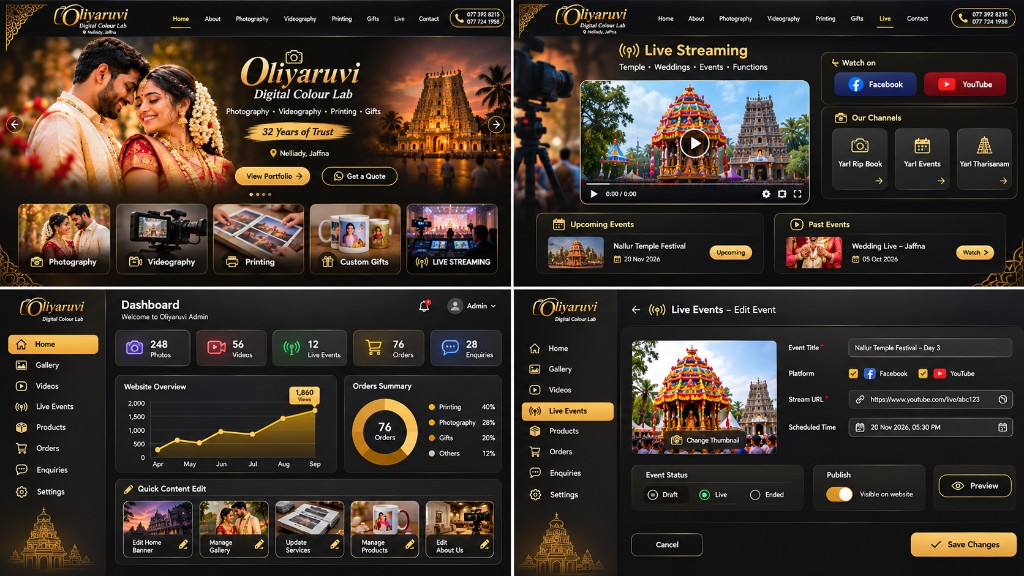 Oliyaruvi
Digital Colour Lab
Nelliady, Jaffna
Home About Photography Videography Printing Gifts Live Contact
077 392 8215
077 724 1958
Oliyaruvi
Digital Colour Lab
Photography • Videography • Printing • Gifts
32 Years of Trust
Nelliady, Jaffna
View Portfolio →
Get a Quote
Photography
Videography
Printing
Custom Gifts
LIVE STREAMING
Oliyaruvi
Digital Colour Lab
Nelliady, Jaffna
Home About Photography Videography Printing Gifts Live Contact
077 392 8215
077 724 1958
Live Streaming
Temple • Weddings • Events • Functions
0:00 / 0:00
Watch on
Facebook
YouTube
Our Channels
Yarl Rip Book
Yarl Events
Yarl Tharisanam
Upcoming Events
Nallur Temple Festival
20 Nov 2026
Upcoming
Past Events
Wedding Live – Jaffna
05 Oct 2026
Watch >
Oliyaruvi
Digital Colour Lab
Home
Gallery
Videos
Live Events
Products
Orders
Enquiries
Settings
Dashboard
Welcome to Oliyaruvi Admin
Admin
248
Photos
56
Videos
12
Live Events
76
Orders
28
Enquiries
Website Overview
1,860
Views
2,000
1,500
1,000
500
0
Apr May Jun Jul Aug Sep
Orders Summary
76
Orders
Printing 40%
Photography 28%
Gifts 20%
Others 12%
Quick Content Edit
Edit Home
Banner
Manage
Gallery
Update
Services
Manage
Products
Edit
About Us
Oliyaruvi
Digital Colour Lab
Home
Gallery
Videos
Live Events
Products
Orders
Enquiries
Settings
Live Events – Edit Event
Change Thumbnail
Event Title *
Nallur Temple Festival – Day 3
Platform
Facebook
YouTube
Stream URL *
https://www.youtube.com/live/abc123
Scheduled Time
20 Nov 2026, 05:30 PM
Event Status
Draft
Live
Ended
Publish
Visible on website
Preview
Cancel
Save Changes